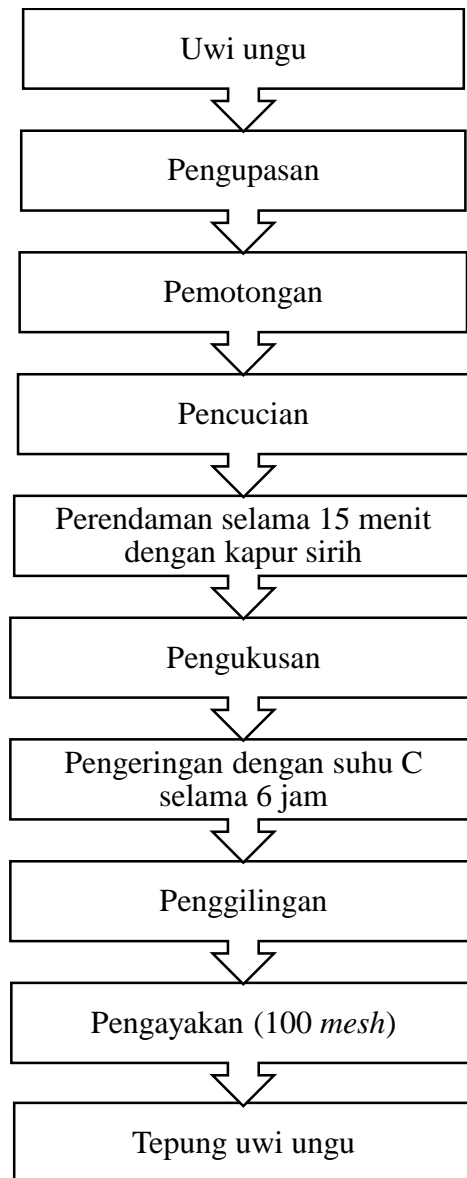 Uwi ungu
Pengupasan
Pemotongan
Pencucian
Perendaman selama 15 menit
dengan kapur sirih
Pengukusan
Pengeringan dengan suhu C
selama 6 jam
Penggilingan
Pengayakan (100 mesh)
Tepung uwi ungu